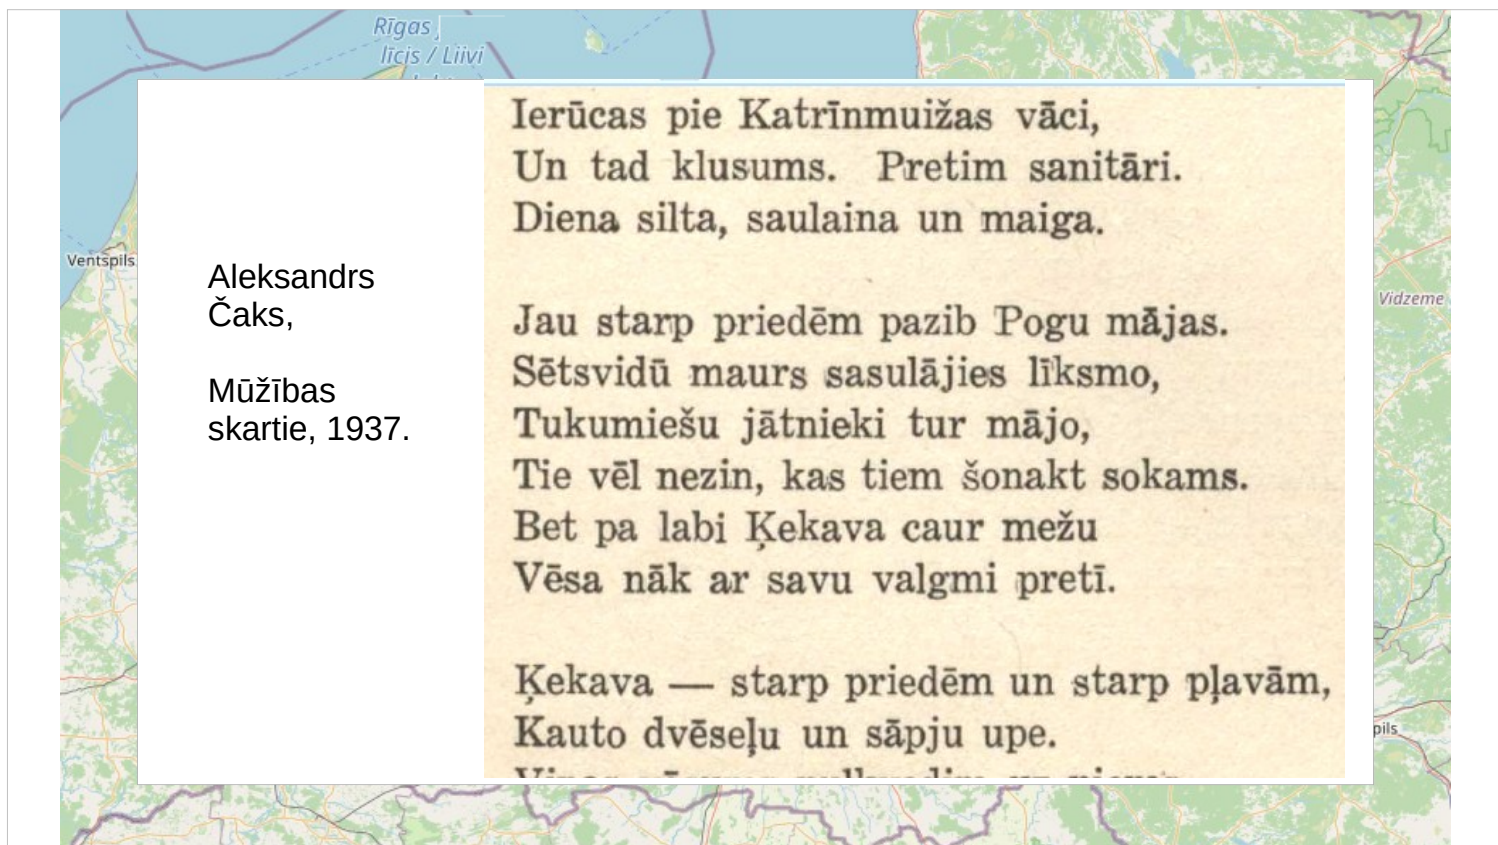 Rīgas
līcis / Liivi
Ventspils
Vidzeme
Aleksandrs
Čaks,
Mūžības
skartie, 1937.
Ierūcas pie Katrīnmuižas vāci,
Un tad klusums. Pretim sanitāri.
Diena silta, saulaina un maiga.
Jau starp priedēm pazib Pogu mājas.
Sētsvidū maurs sasulājies līksmo,
Tukumiešu jātnieki tur mājo,
Tie vēl nezin, kas tiem šonakt sokams.
Bet pa labi Ķekava caur mežu
Vēsa nāk ar savu valgmi pretī.
Ķekava — starp priedēm un starp pļavām,
Kauto dvēseļu un sāpju upe.
pils